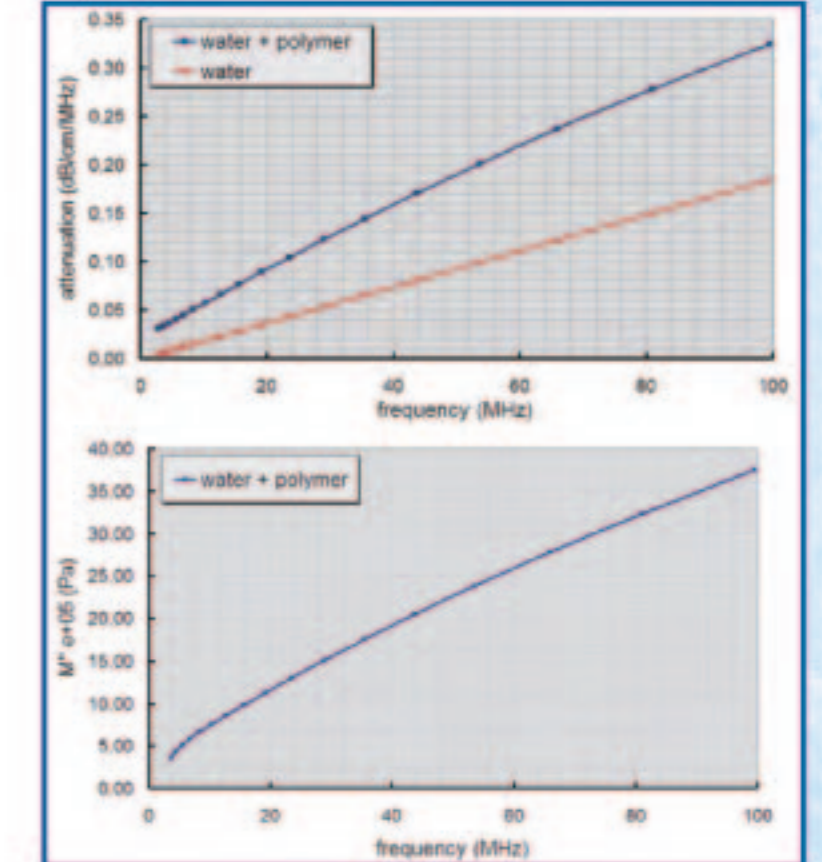 0.35
water + polymer
water
0.30
0.25
0.20
0.15
0.10
0.05
0.00
attenuation (dB/cm/MHz)
0 20 40 60 80 100
frequency (MHz)
40.00
water + polymer
35.00
30.00
25.00
20.00
15.00
10.00
5.00
0.00
M" e+05 (Pa)
0 20 40 60 80 100
frequency (MHz)